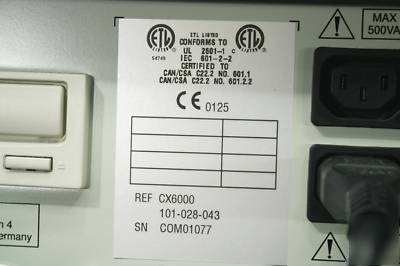 ETL LISTED
CONFORMS TO
UL 2601-1
IEC 601-2-2
CERTIFIED TO
CAN/CSA C22.2 NO. 601.1
CAN/CSA C22.2 NO. 601.2.2
ETL
54749
ETL
C
CE 0125
REF CX6000
101-028-043
SN COM01077
MAX
500VA
n 4
ermany